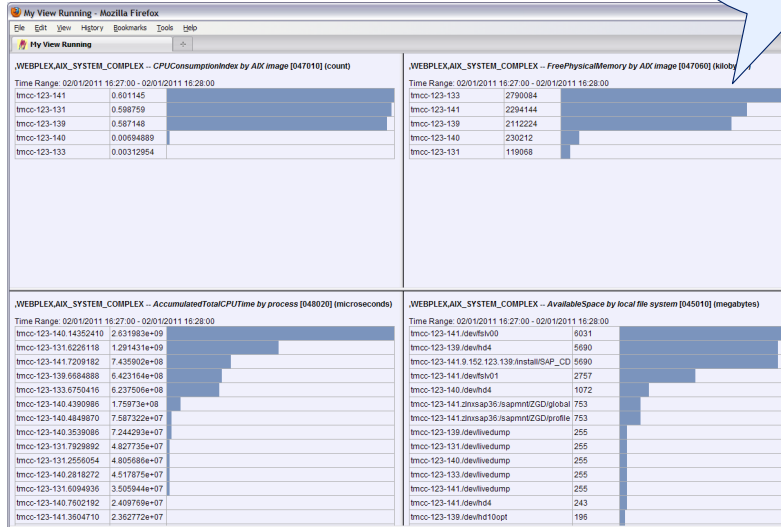 My View Running - Mozilla Firefox
File Edit View History Bookmarks Tools Help
My View Running
,WEBPLEX,AIX_SYSTEM_COMPLEX -- CPUConsumptionIndex by AIX image [047010] (count)
Time Range: 02/01/2011 16:27:00 - 02/01/2011 16:28:00
tmcc-123-141 0.601145
tmcc-123-131 0.598759
tmcc-123-139 0.587148
tmcc-123-140 0.00694889
tmcc-123-133 0.00312954
,WEBPLEX,AIX_SYSTEM_COMPLEX -- FreePhysicalMemory by AIX image [047060]
Time Range: 02/01/2011 16:27:00 - 02/01/2011 16:28:00
tmcc-123-133 2790084
tmcc-123-141 2294144
tmcc-123-139 2112224
tmcc-123-140 230212
tmcc-123-131 119068
,WEBPLEX,AIX_SYSTEM_COMPLEX -- AccumulatedTotalCPUTime by process [048020] (microseconds)
Time Range: 02/01/2011 16:27:00 - 02/01/2011 16:28:00
tmcc-123-140.14352410 2.631983e+09
tmcc-123-131.6226118 1.291431e+09
tmcc-123-141.7209182 7.435902e+08
tmcc-123-139.6684888 6.423164e+08
tmcc-123-133.6750416 6.237506e+08
tmcc-123-140.4390986 1.75973e+08
tmcc-123-140.4849870 7.587322e+07
tmcc-123-140.3539086 7.244293e+07
tmcc-123-131.7929892 4.827735e+07
tmcc-123-131.2556054 4.805686e+07
tmcc-123-140.2818272 4.517875e+07
tmcc-123-131.6094936 3.505944e+07
tmcc-123-140.7602192 2.409769e+07
tmcc-123-141.3604710 2.362772e+07
,WEBPLEX,AIX_SYSTEM_COMPLEX -- AvailableSpace by local file system [045010] (megabytes)
Time Range: 02/01/2011 16:27:00 - 02/01/2011 16:28:00
tmcc-123-141./dev/fslv00 6031
tmcc-123-139./dev/hd4 5690
tmcc-123-141.9.152.123.139:/install/SAP_CD 5690
tmcc-123-141./dev/fslv01 2757
tmcc-123-140./dev/hd4 1072
tmcc-123-141.zlnxsap36:/sapmnt/ZGD/global 753
tmcc-123-141.zlnxsap36:/sapmnt/ZGD/profile 753
tmcc-123-139./dev/livedump 255
tmcc-123-131./dev/livedump 255
tmcc-123-140./dev/livedump 255
tmcc-123-133./dev/livedump 255
tmcc-123-141./dev/livedump 255
tmcc-123-141./dev/hd4 243
tmcc-123-139./dev/hd10opt 196